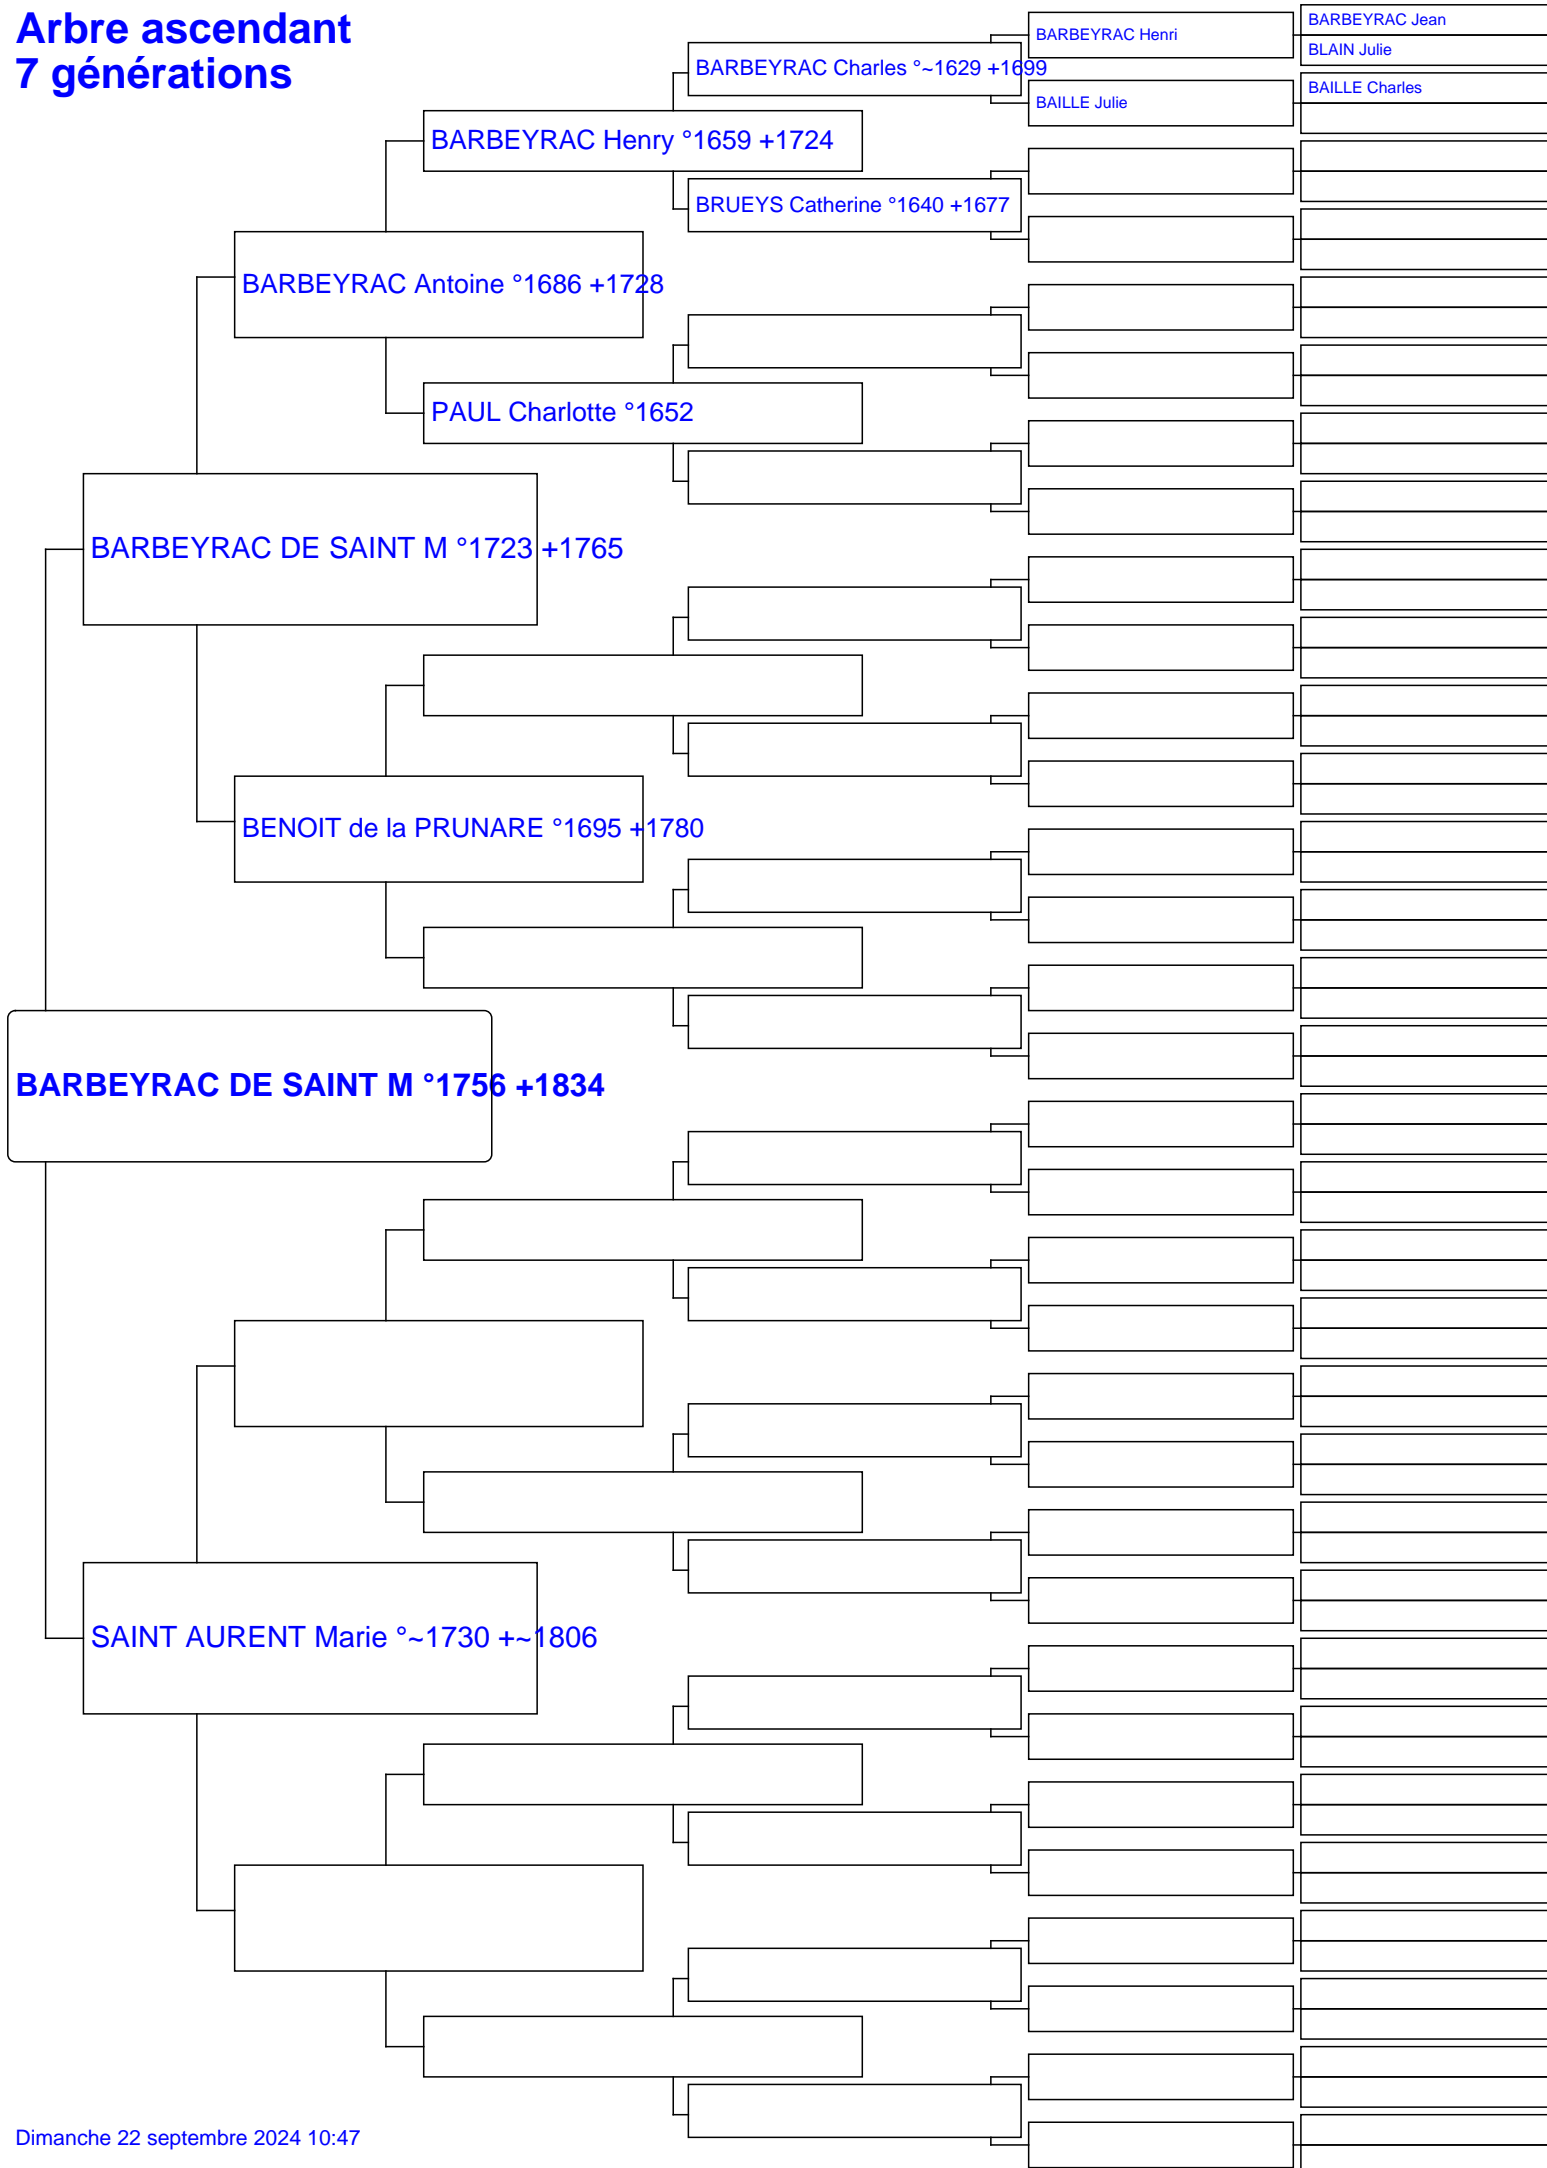 Arbre ascendant
7 générations
BARBEYRAC Jean
BARBEYRAC Henri
BLAIN Julie
BARBEYRAC Charles °~1629 +1699
BAILLE Charles
BAILLE Julie
BARBEYRAC Henry °1659 +1724
BRUEYS Catherine °1640 +1677
BARBEYRAC Antoine °1686 +1728
PAUL Charlotte °1652
BARBEYRAC DE SAINT M °1723 +1765
BENOIT de la PRUNARE °1695 +1780
BARBEYRAC DE SAINT M °1756 +1834
SAINT AURENT Marie °~1730 +~1806
Dimanche 22 septembre 2024 10:47